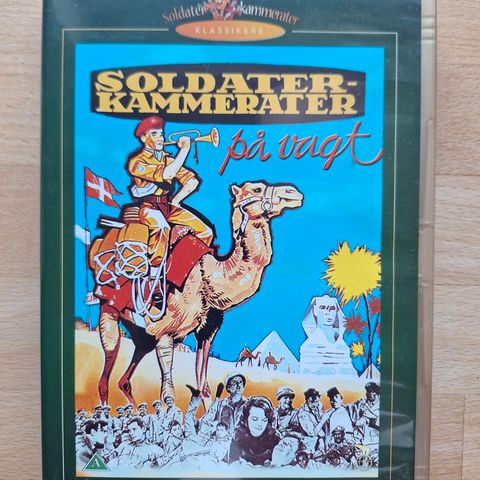 Soldater kammerater
KLASSIKERE
SOLDATER-
KAMMERATER
på vagt
A